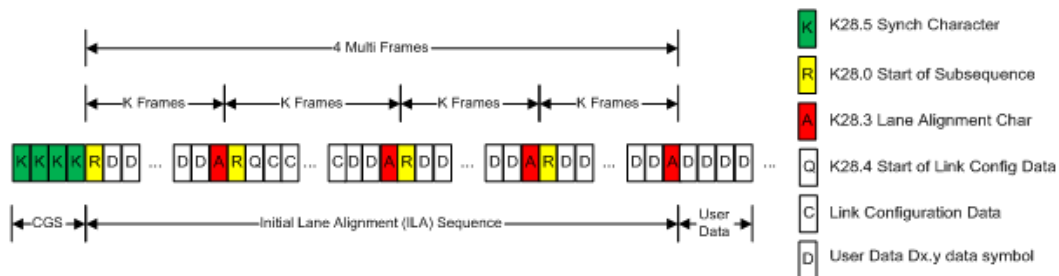 4 Multi Frames
K Frames K Frames K Frames K Frames
K K K K R D D ... D D A R Q C C ... C D D A R D D ... D D A R D D ... D D A D D D D ...
CGS Initial Lane Alignment (ILA) Sequence User Data
K K28.5 Synch Character
R K28.0 Start of Subsequence
A K28.3 Lane Alignment Char
Q K28.4 Start of Link Config Data
C Link Configuration Data
D User Data Dx.y data symbol